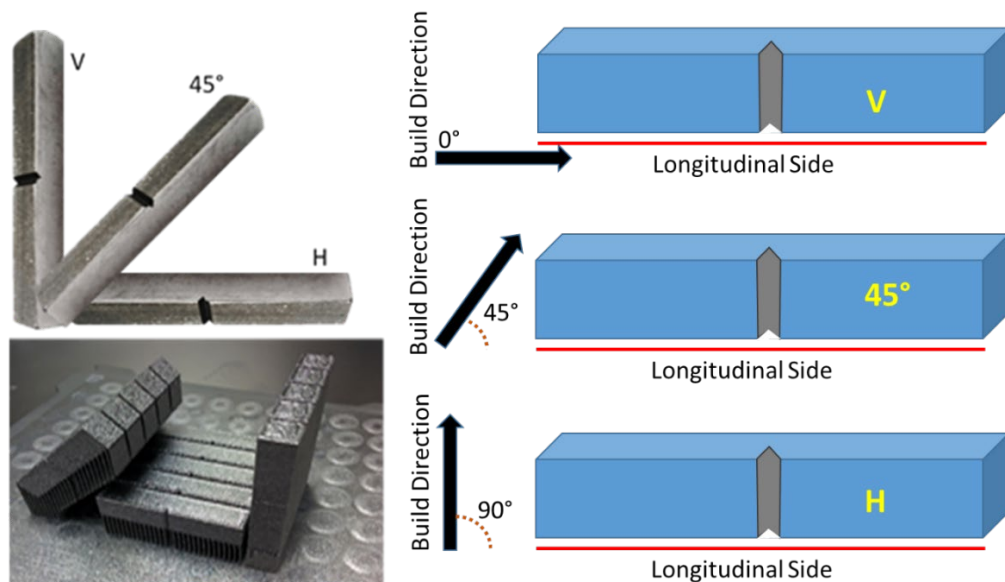 V
45°
H
Build Direction
0°
V
Longitudinal Side
Build Direction
45°
45°
Longitudinal Side
Build Direction
90°
H
Longitudinal Side